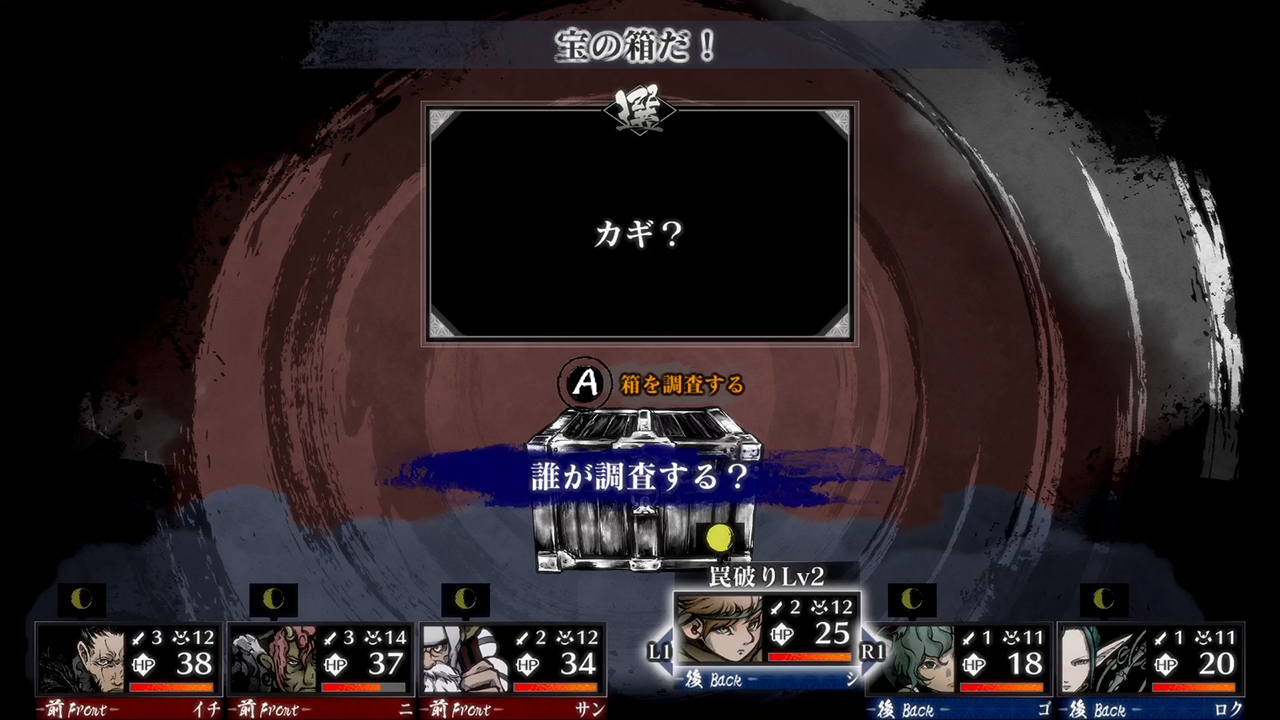 宝の箱だ！
選
カギ？
A 箱を調査する
誰が調査する？
罠破りLv2
3 12 HP 38
3 14 HP 37
2 12 HP 34
L1 2 12 HP 25 R1
1 11 HP 18
1 11 HP 20
前 Front イチ
前 Front ニ
前 Front サン
後 Back シ
後 Back ゴ
後 Back ロク